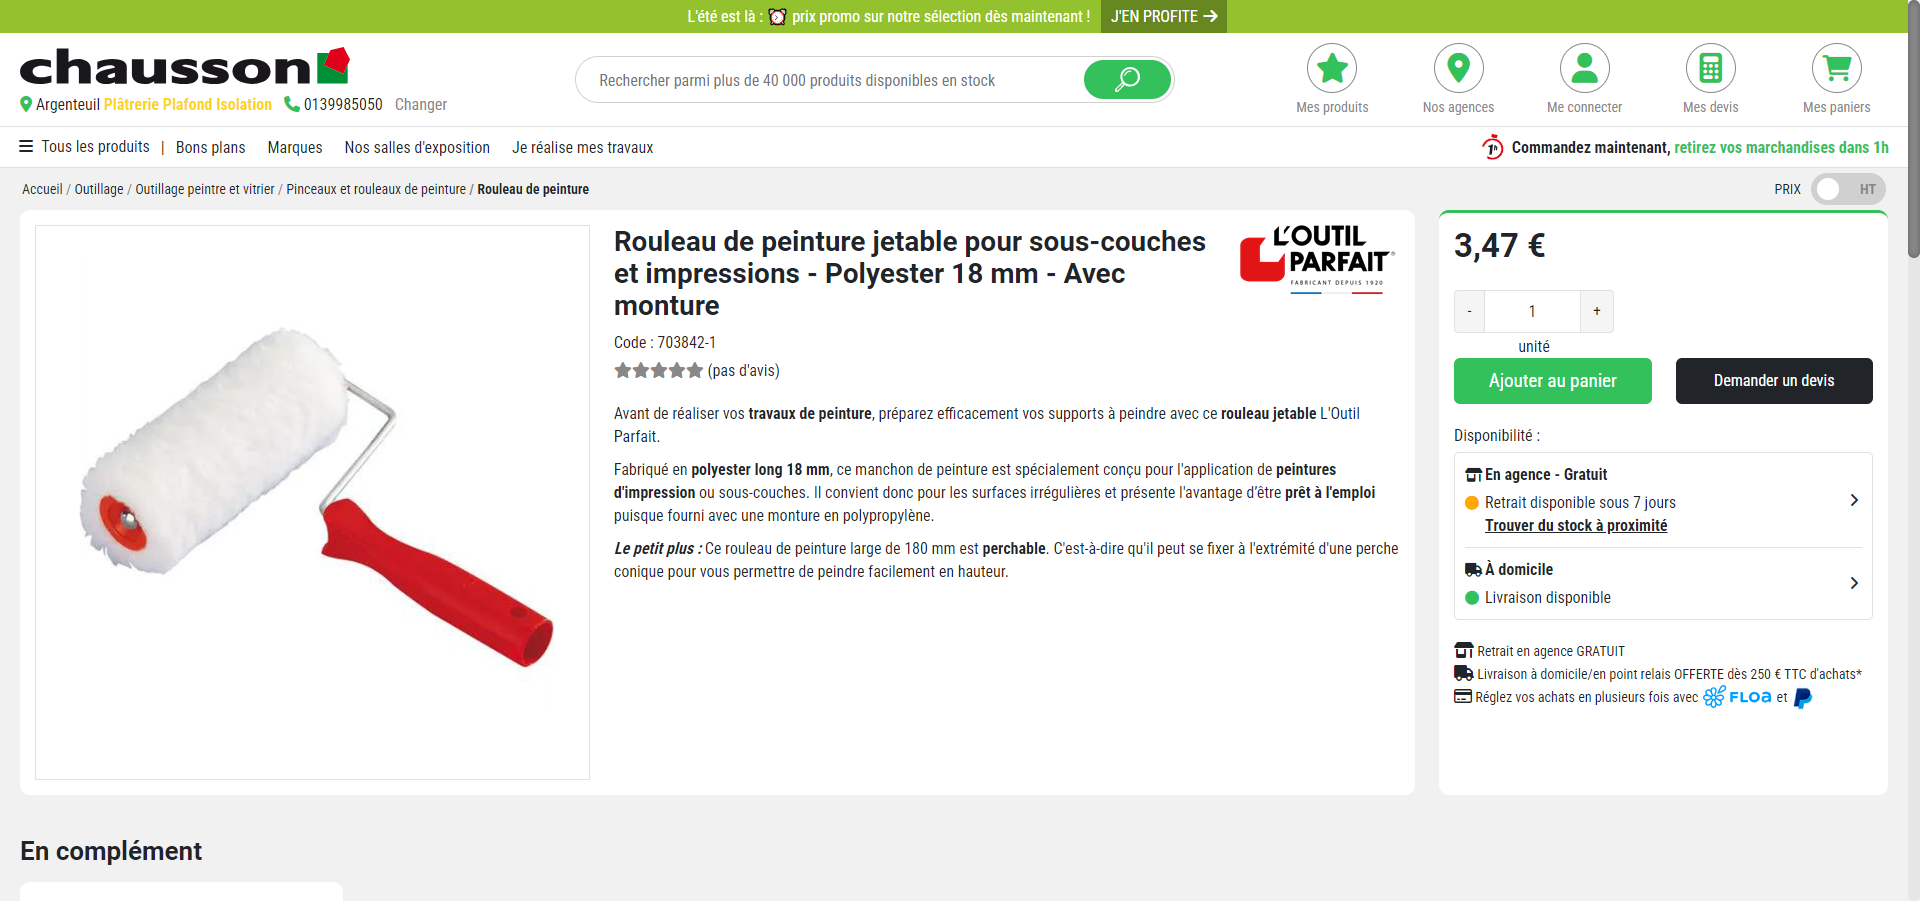 L'été est là : ⏰ prix promo sur notre sélection dès maintenant ! J'EN PROFITE →
chausson
Argenteuil Plâtrerie Plafond Isolation 0139985050 Changer
Rechercher parmi plus de 40 000 produits disponibles en stock
Mes produits Nos agences Me connecter Mes devis Mes paniers
Tous les produits | Bons plans Marques Nos salles d'exposition Je réalise mes travaux
1h Commandez maintenant, retirez vos marchandises dans 1h
Accueil / Outillage / Outillage peintre et vitrier / Pinceaux et rouleaux de peinture / Rouleau de peinture
PRIX HT
Rouleau de peinture jetable pour sous-couches
et impressions - Polyester 18 mm - Avec
monture
L'OUTIL
PARFAIT®
FABRICANT DEPUIS 1920
Code : 703842-1
(pas d'avis)
Avant de réaliser vos travaux de peinture, préparez efficacement vos supports à peindre avec ce rouleau jetable L'Outil
Parfait.
Fabriqué en polyester long 18 mm, ce manchon de peinture est spécialement conçu pour l'application de peintures
d'impression ou sous-couches. Il convient donc pour les surfaces irrégulières et présente l'avantage d'être prêt à l'emploi
puisque fourni avec une monture en polypropylène.
Le petit plus : Ce rouleau de peinture large de 180 mm est perchable. C'est-à-dire qu'il peut se fixer à l'extrémité d'une perche
conique pour vous permettre de peindre facilement en hauteur.
3,47 €
- 1 +
unité
Ajouter au panier Demander un devis
Disponibilité :
En agence - Gratuit
Retrait disponible sous 7 jours
Trouver du stock à proximité
À domicile
Livraison disponible
Retrait en agence GRATUIT
Livraison à domicile/en point relais OFFERTE dès 250 € TTC d'achats*
Réglez vos achats en plusieurs fois avec FLOA et
En complément